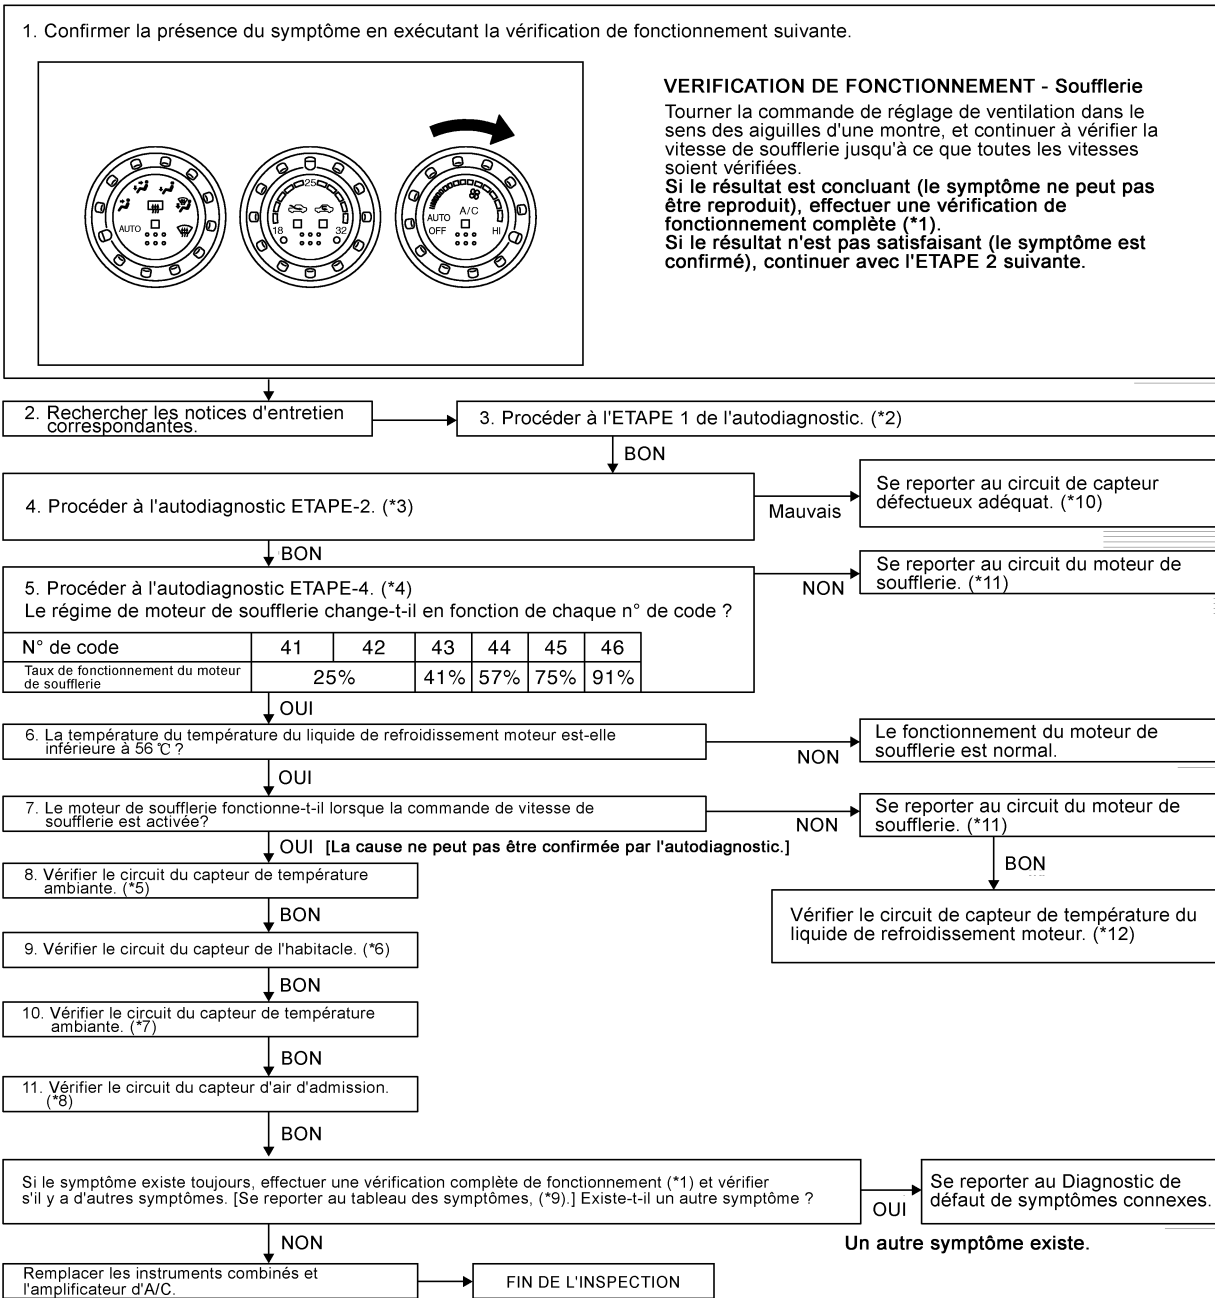 1. Confirmer la présence du symptôme en exécutant la vérification de fonctionnement suivante.
AUTO
25
18
32
AUTO
OFF
A/C
HI
VERIFICATION DE FONCTIONNEMENT - Soufflerie
Tourner la commande de réglage de ventilation dans le
sens des aiguilles d'une montre, et continuer à vérifier la
vitesse de soufflerie jusqu'à ce que toutes les vitesses
soient vérifiées.
Si le résultat est concluant (le symptôme ne peut pas
être reproduit), effectuer une vérification de
fonctionnement complète (*1).
Si le résultat n'est pas satisfaisant (le symptôme est
confirmé), continuer avec l'ETAPE 2 suivante.
2. Rechercher les notices d'entretien
correspondantes.
3. Procéder à l'ETAPE 1 de l'autodiagnostic. (*2)
BON
4. Procéder à l'autodiagnostic ETAPE-2. (*3)
Mauvais
Se reporter au circuit de capteur
défectueux adéquat. (*10)
BON
5. Procéder à l'autodiagnostic ETAPE-4. (*4)
Le régime de moteur de soufflerie change-t-il en fonction de chaque n° de code ?
N° de code 41 42 43 44 45 46
Taux de fonctionnement du moteur
de soufflerie
25% 41% 57% 75% 91%
NON
Se reporter au circuit du moteur de
soufflerie. (*11)
OUI
6. La température du température du liquide de refroidissement moteur est-elle
inférieure à 56 ℃ ?
NON
Le fonctionnement du moteur de
soufflerie est normal.
OUI
7. Le moteur de soufflerie fonctionne-t-il lorsque la commande de vitesse de
soufflerie est activée?
NON
Se reporter au circuit du moteur de
soufflerie. (*11)
OUI [La cause ne peut pas être confirmée par l'autodiagnostic.]
BON
8. Vérifier le circuit du capteur de température
ambiante. (*5)
Vérifier le circuit de capteur de température du
liquide de refroidissement moteur. (*12)
BON
9. Vérifier le circuit du capteur de l'habitacle. (*6)
BON
10. Vérifier le circuit du capteur de température
ambiante. (*7)
BON
11. Vérifier le circuit du capteur d'air d'admission.
(*8)
BON
Si le symptôme existe toujours, effectuer une vérification complète de fonctionnement (*1) et vérifier
s'il y a d'autres symptômes. [Se reporter au tableau des symptômes, (*9).] Existe-t-il un autre symptôme ?
OUI
Se reporter au Diagnostic de
défaut de symptômes connexes.
Un autre symptôme existe.
NON
Remplacer les instruments combinés et
l'amplificateur d'A/C.
FIN DE L'INSPECTION